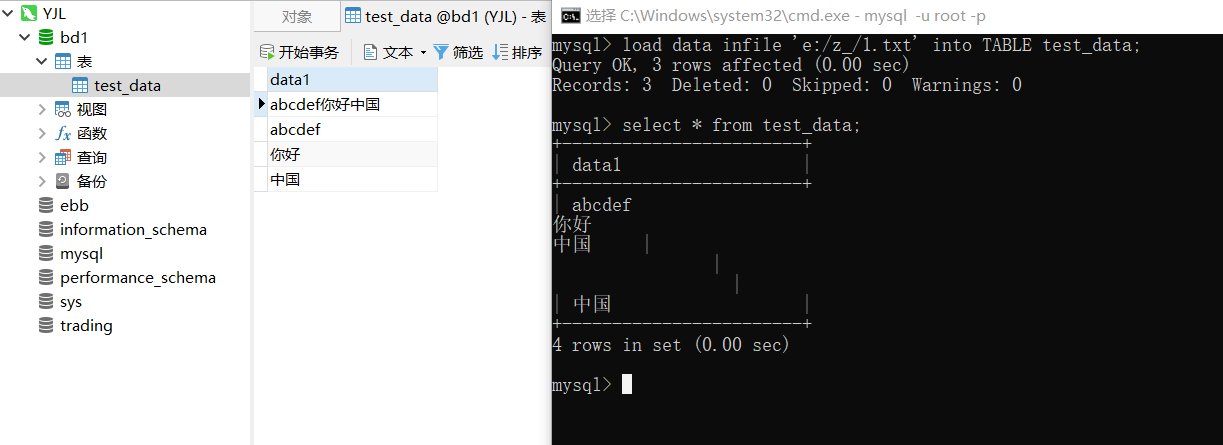 YJL
bd1
表
test_data
视图
函数
查询
备份
ebb
information_schema
mysql
performance_schema
sys
trading
对象
test_data @bd1 (YJL) - 表
开始事务
文本
筛选
排序
data1
abcdef你好中国
abcdef
你好
中国
选择 C:\Windows\system32\cmd.exe - mysql -u root -p
mysql> load data infile 'e:/z_/1.txt' into TABLE test_data;
Query OK, 3 rows affected (0.00 sec)
Records: 3  Deleted: 0  Skipped: 0  Warnings: 0
mysql> select * from test_data;
+------------------------+
| data1                  |
+------------------------+
| abcdef
你好
中国     |
|
|
| 中国                   |
+------------------------+
4 rows in set (0.00 sec)
mysql>